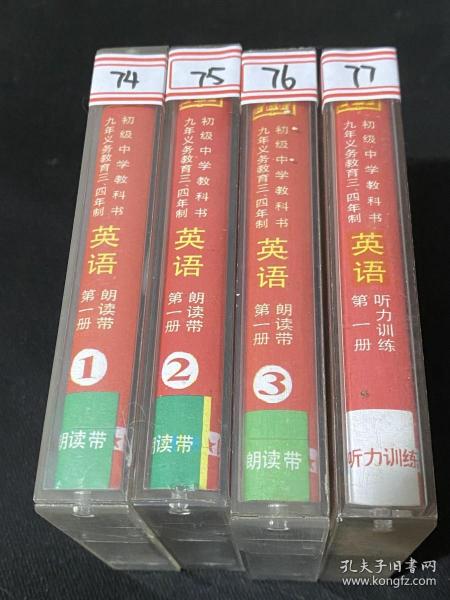 74
九年义务教育三、四年制
初级中学教科书
英语
第一册
朗读带
1
朗读带
75
九年义务教育三、四年制
初级中学教科书
英语
第一册
朗读带
2
朗读带
76
九年义务教育三、四年制
初级中学教科书
英语
第一册
朗读带
3
朗读带
77
九年义务教育三、四年制
初级中学教科书
英语
第一册
听力训练
听力训练
孔夫子旧书网
www.kongfz.com